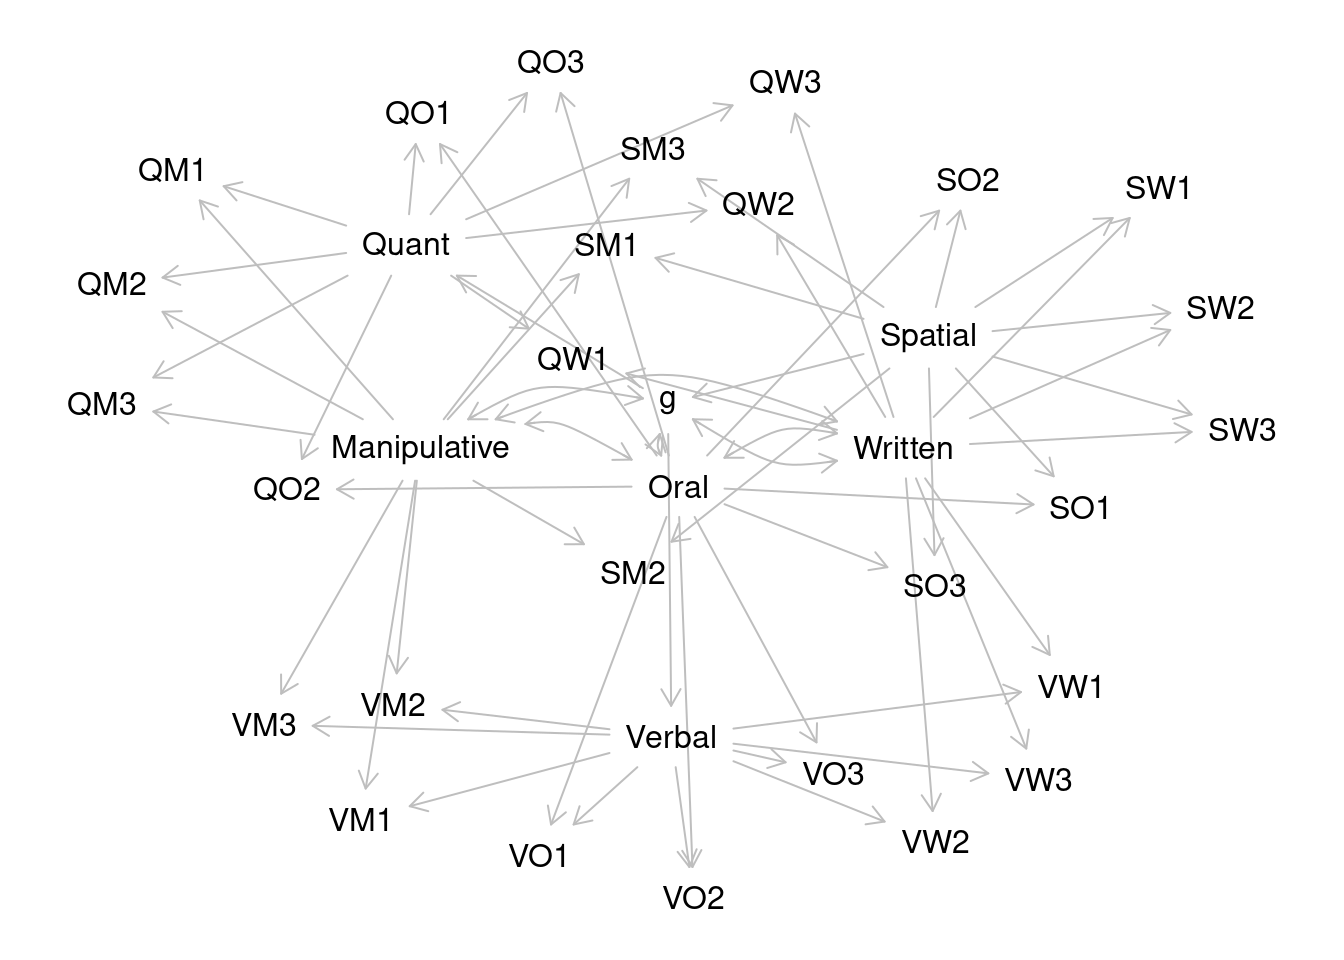 QO3
QW3
QO1
SM3
QM1
SO2
SW1
QW2
Quant
SM1
QM2
SW2
Spatial
QW1
g
QM3
SW3
Manipulative
Written
QO2
Oral
SO1
SM2
SO3
VW1
VM2
VM3
Verbal
VO3
VW3
VM1
VW2
VO1
VO2